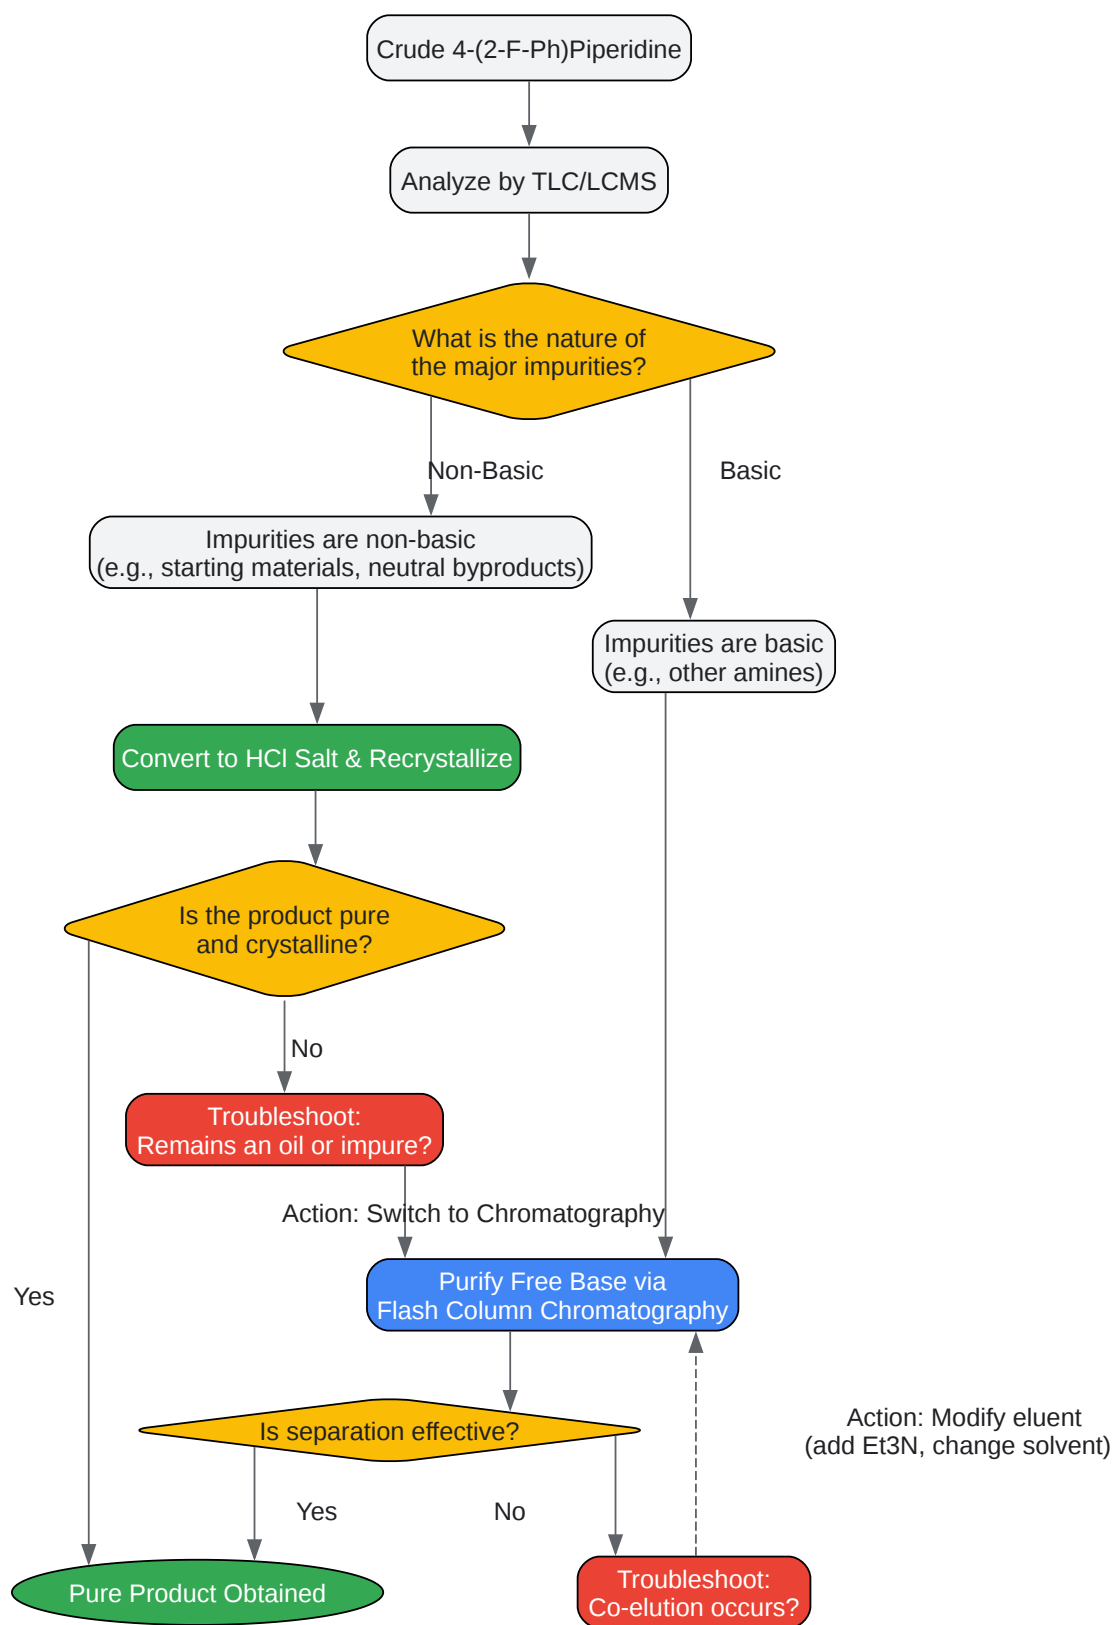 Crude 4-(2-F-Ph)Piperidine
Analyze by TLC/LCMS
What is the nature of
the major impurities?
Non-Basic
Basic
Impurities are non-basic
(e.g., starting materials, neutral byproducts)
Impurities are basic
(e.g., other amines)
Convert to HCl Salt & Recrystallize
Is the product pure
and crystalline?
No
Troubleshoot:
Remains an oil or impure?
Action: Switch to Chromatography
Yes
Purify Free Base via
Flash Column Chromatography
Is separation effective?
Action: Modify eluent
(add Et3N, change solvent)
Yes
No
Pure Product Obtained
Troubleshoot:
Co-elution occurs?